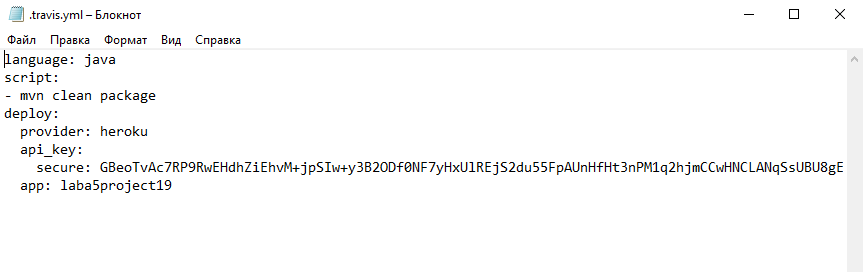 .travis.yml – Блокнот
Файл Правка Формат Вид Справка
language: java
script:
- mvn clean package
deploy:
  provider: heroku
  api_key:
    secure: GBeoTvAc7RP9RwEHdhZiEhvM+jpSIw+y3B2ODf0NF7yHxUlREjS2du55FpAUnHfHt3nPM1q2hjmCCwHNCLANqSsUBU8gE
  app: laba5project19